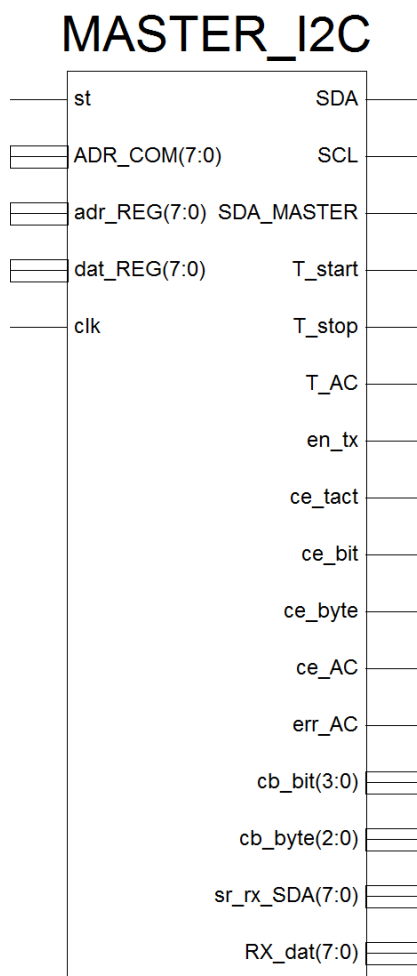 MASTER_I2C
st SDA
ADR_COM(7:0) SCL
adr_REG(7:0) SDA_MASTER
dat_REG(7:0) T_start
clk T_stop
T_AC
en_tx
ce_tact
ce_bit
ce_byte
ce_AC
err_AC
cb_bit(3:0)
cb_byte(2:0)
sr_rx_SDA(7:0)
RX_dat(7:0)